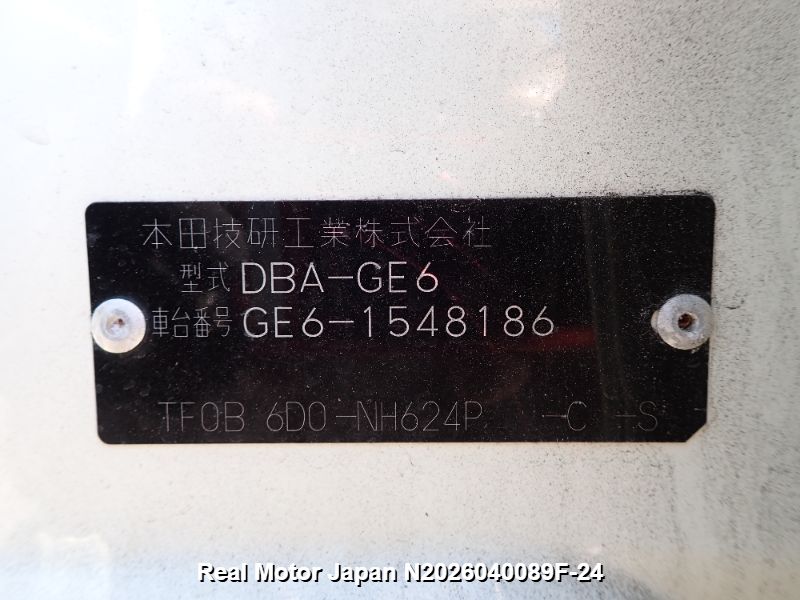 本田技研工業株式会社
型式 DBA-GE6
車台番号 GE6-1548186
TF0B 6D0-NH624P -C -S -
Real Motor Japan N2026040089F-24